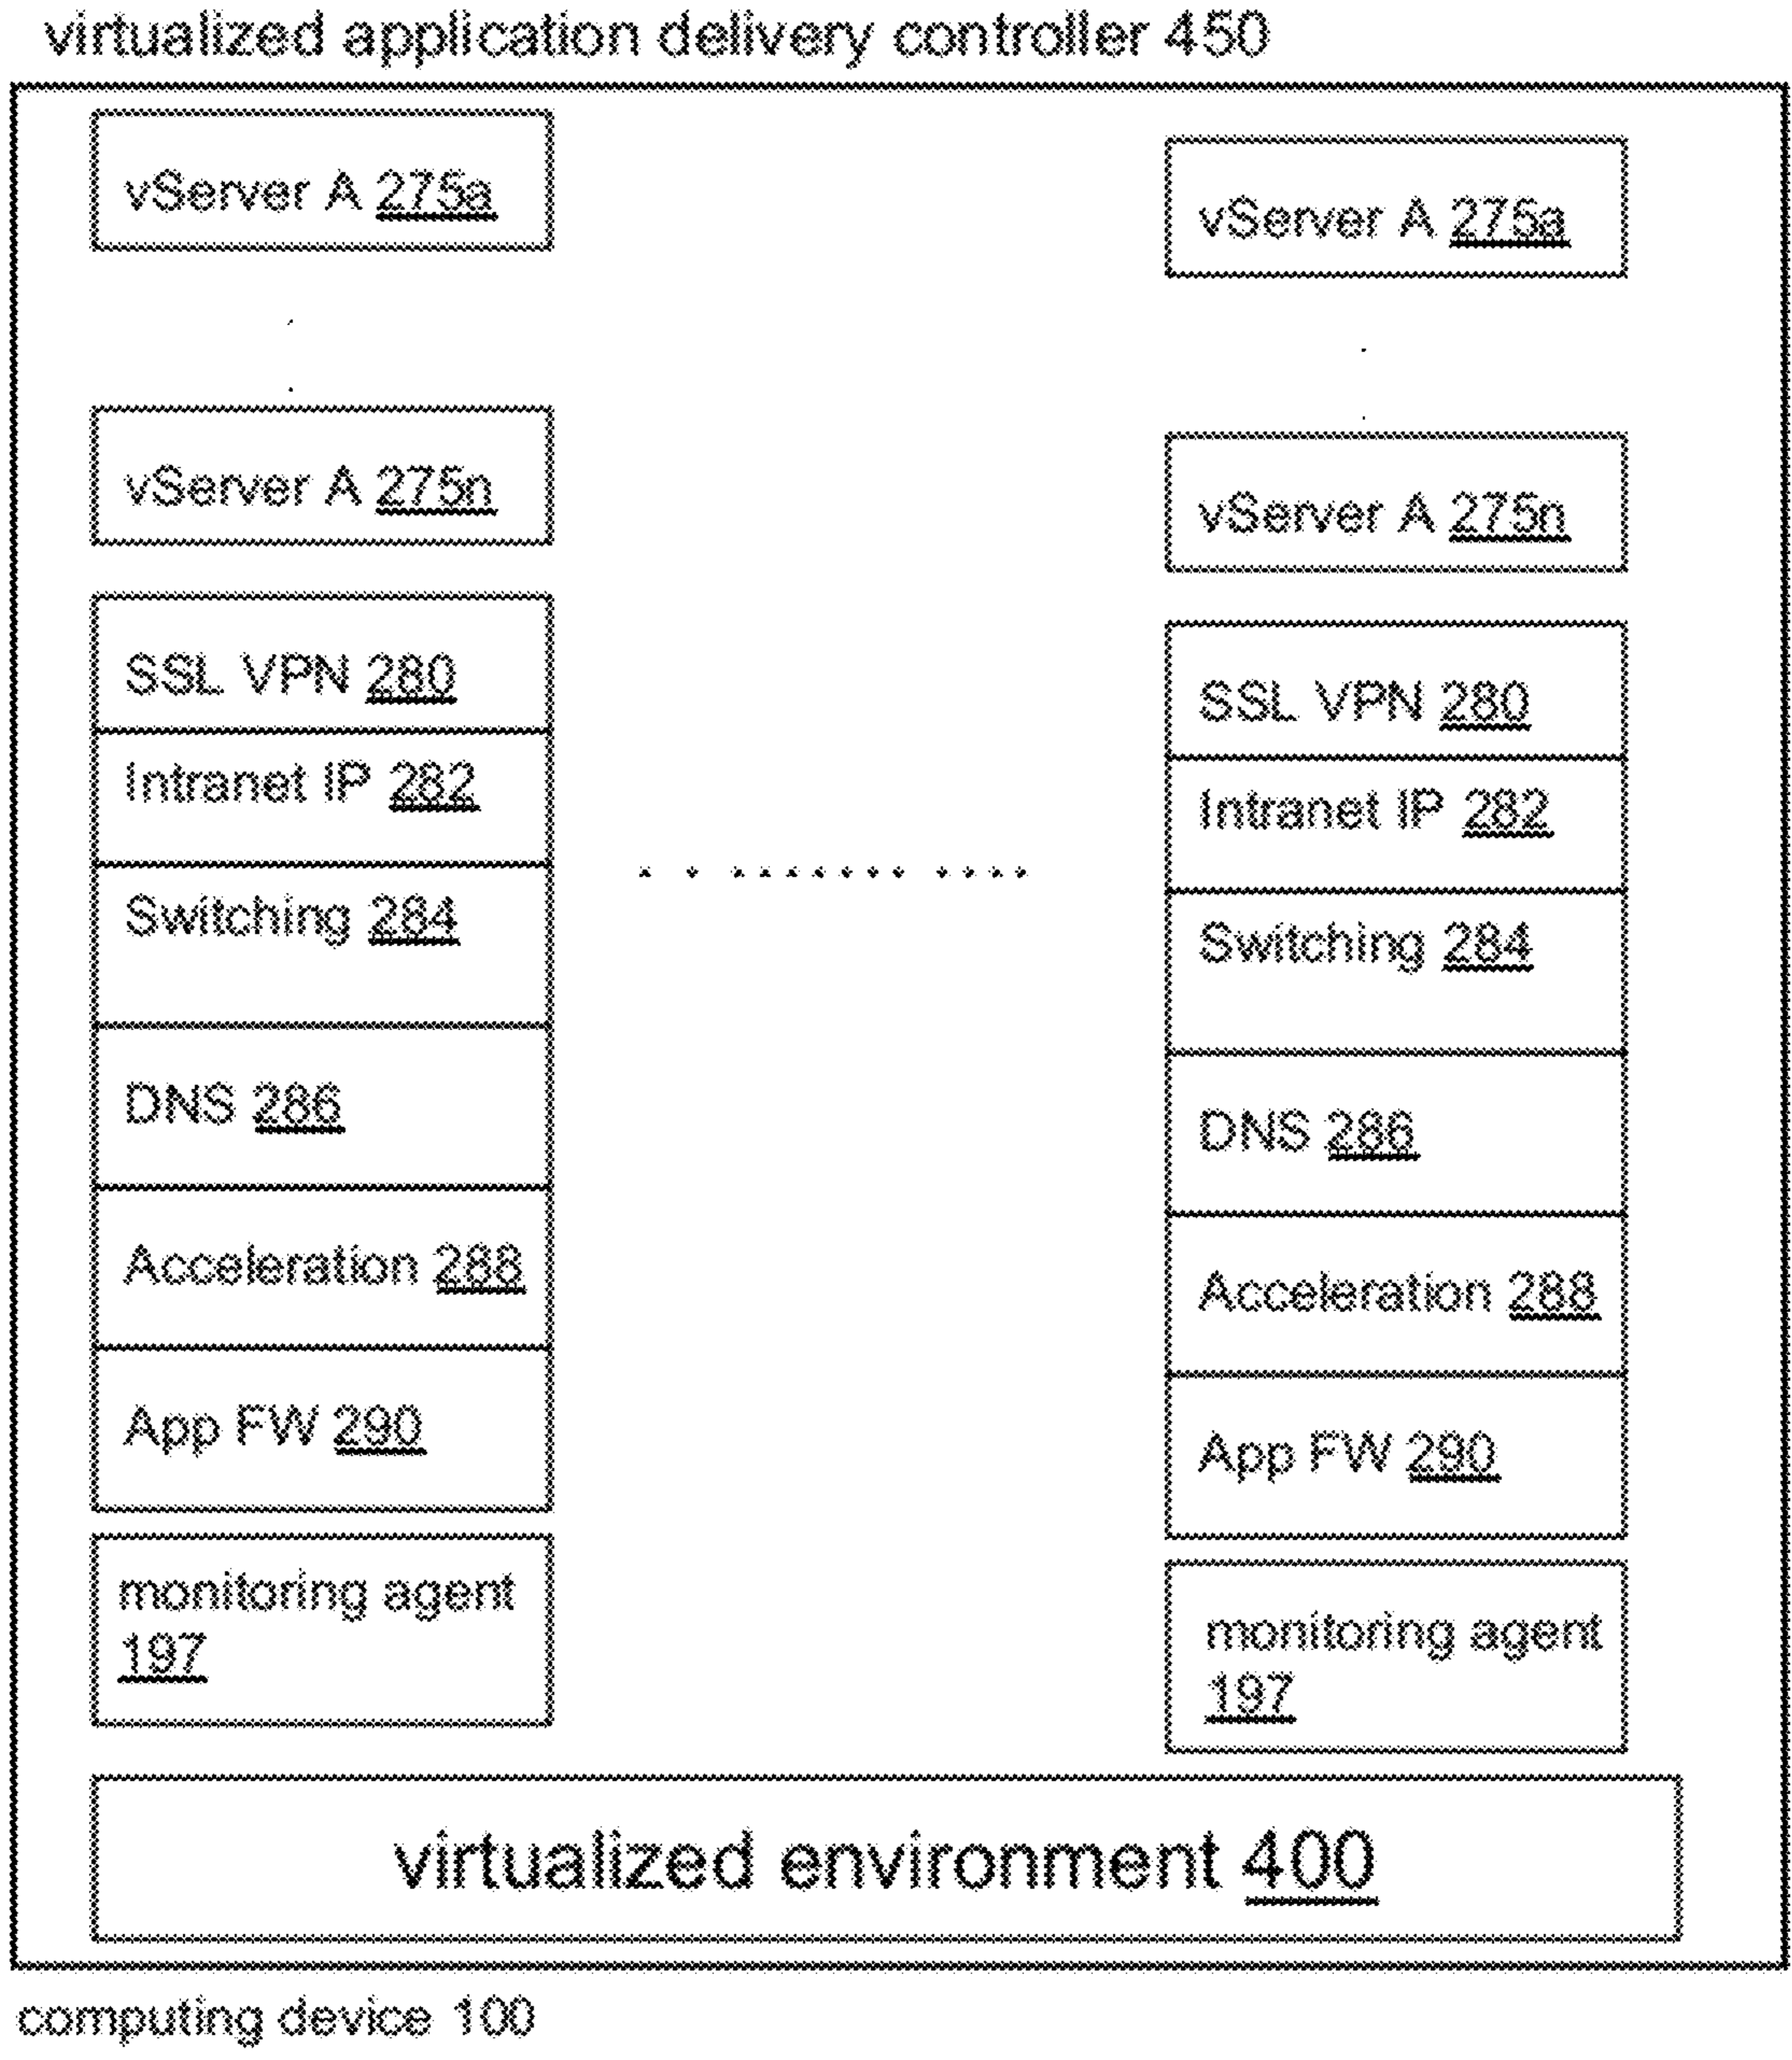 virtualized application delivery controller 450
vServer A 275a
vServer A 275n
SSL VPN 280
Intranet IP 282
Switching 284
DNS 286
Acceleration 288
App FW 290
monitoring agent
197
vServer A 275a
vServer A 275n
SSL VPN 280
Intranet IP 282
Switching 284
DNS 286
Acceleration 288
App FW 290
monitoring agent
197
virtualized environment 400
computing device 100